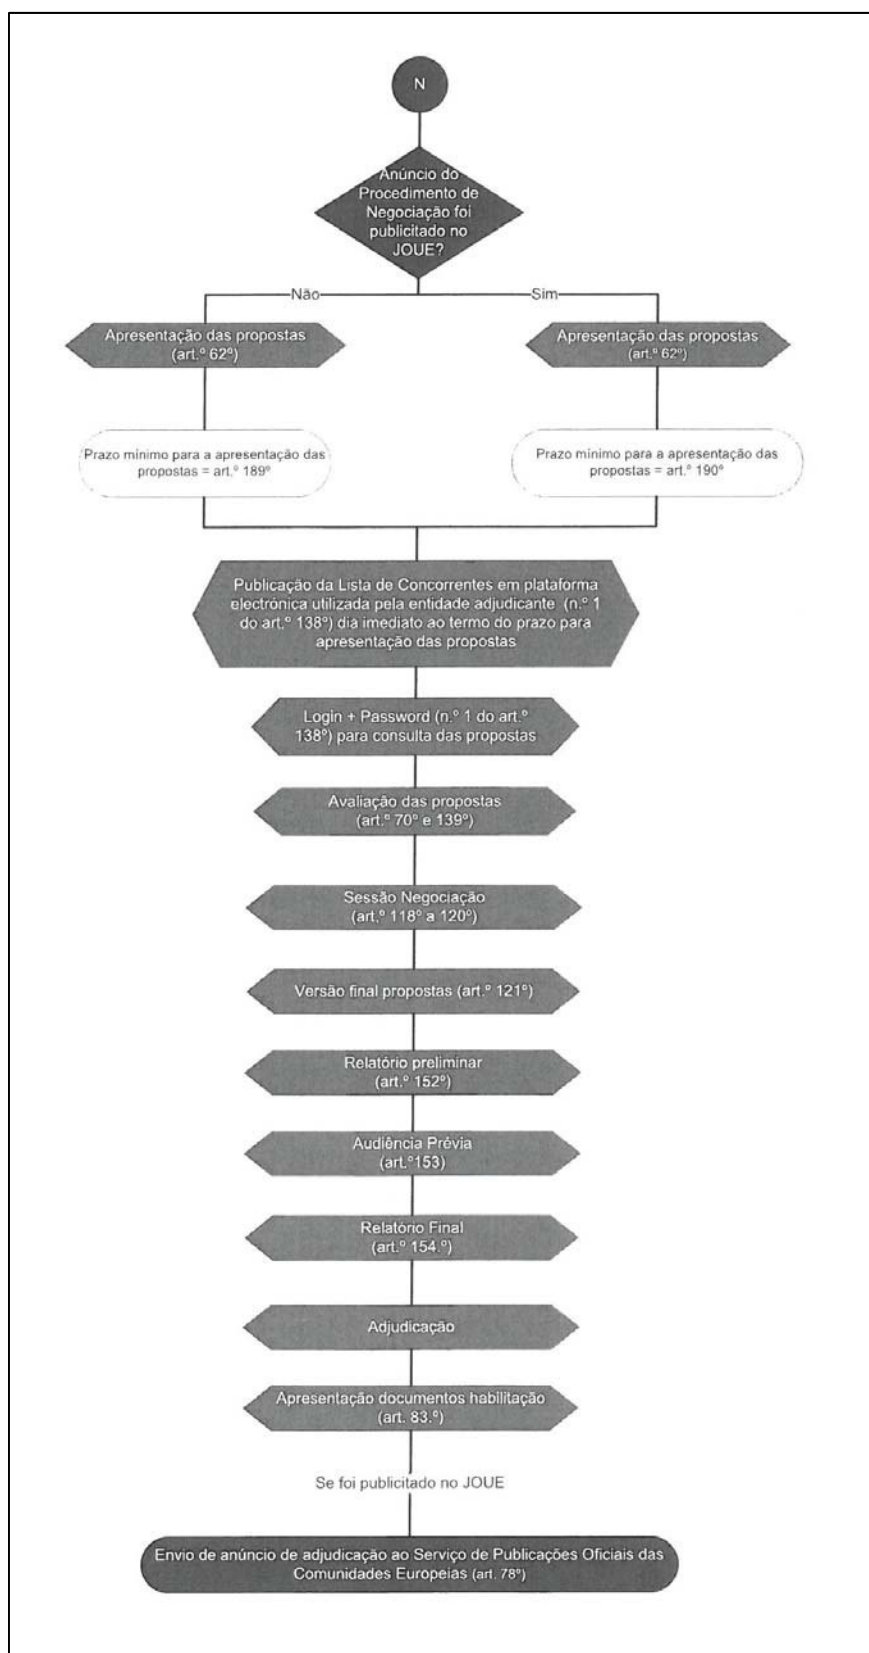 N
Anúncio do
Procedimento de
Negociação foi
publicitado no
JOUE?
Não
Sim
Apresentação das propostas
(art.º 62º)
Apresentação das propostas
(art.º 62º)
Prazo mínimo para a apresentação das
propostas = art.º 189º
Prazo mínimo para a apresentação das
propostas = art.º 190º
Publicação da Lista de Concorrentes em plataforma
electrónica utilizada pela entidade adjudicante (n.º 1
do art.º 138º) dia imediato ao termo do prazo para
apresentação das propostas
Login + Password (n.º 1 do art.º
138º) para consulta das propostas
Avaliação das propostas
(art.º 70º e 139º)
Sessão Negociação
(art.º 118º a 120º)
Versão final propostas (art.º 121º)
Relatório preliminar
(art.º 152º)
Audiência Prévia
(art.º153)
Relatório Final
(art.º 154.º)
Adjudicação
Apresentação documentos habilitação
(art. 83.º)
Se foi publicitado no JOUE
Envio de anúncio de adjudicação ao Serviço de Publicações Oficiais das
Comunidades Europeias (art. 78º)